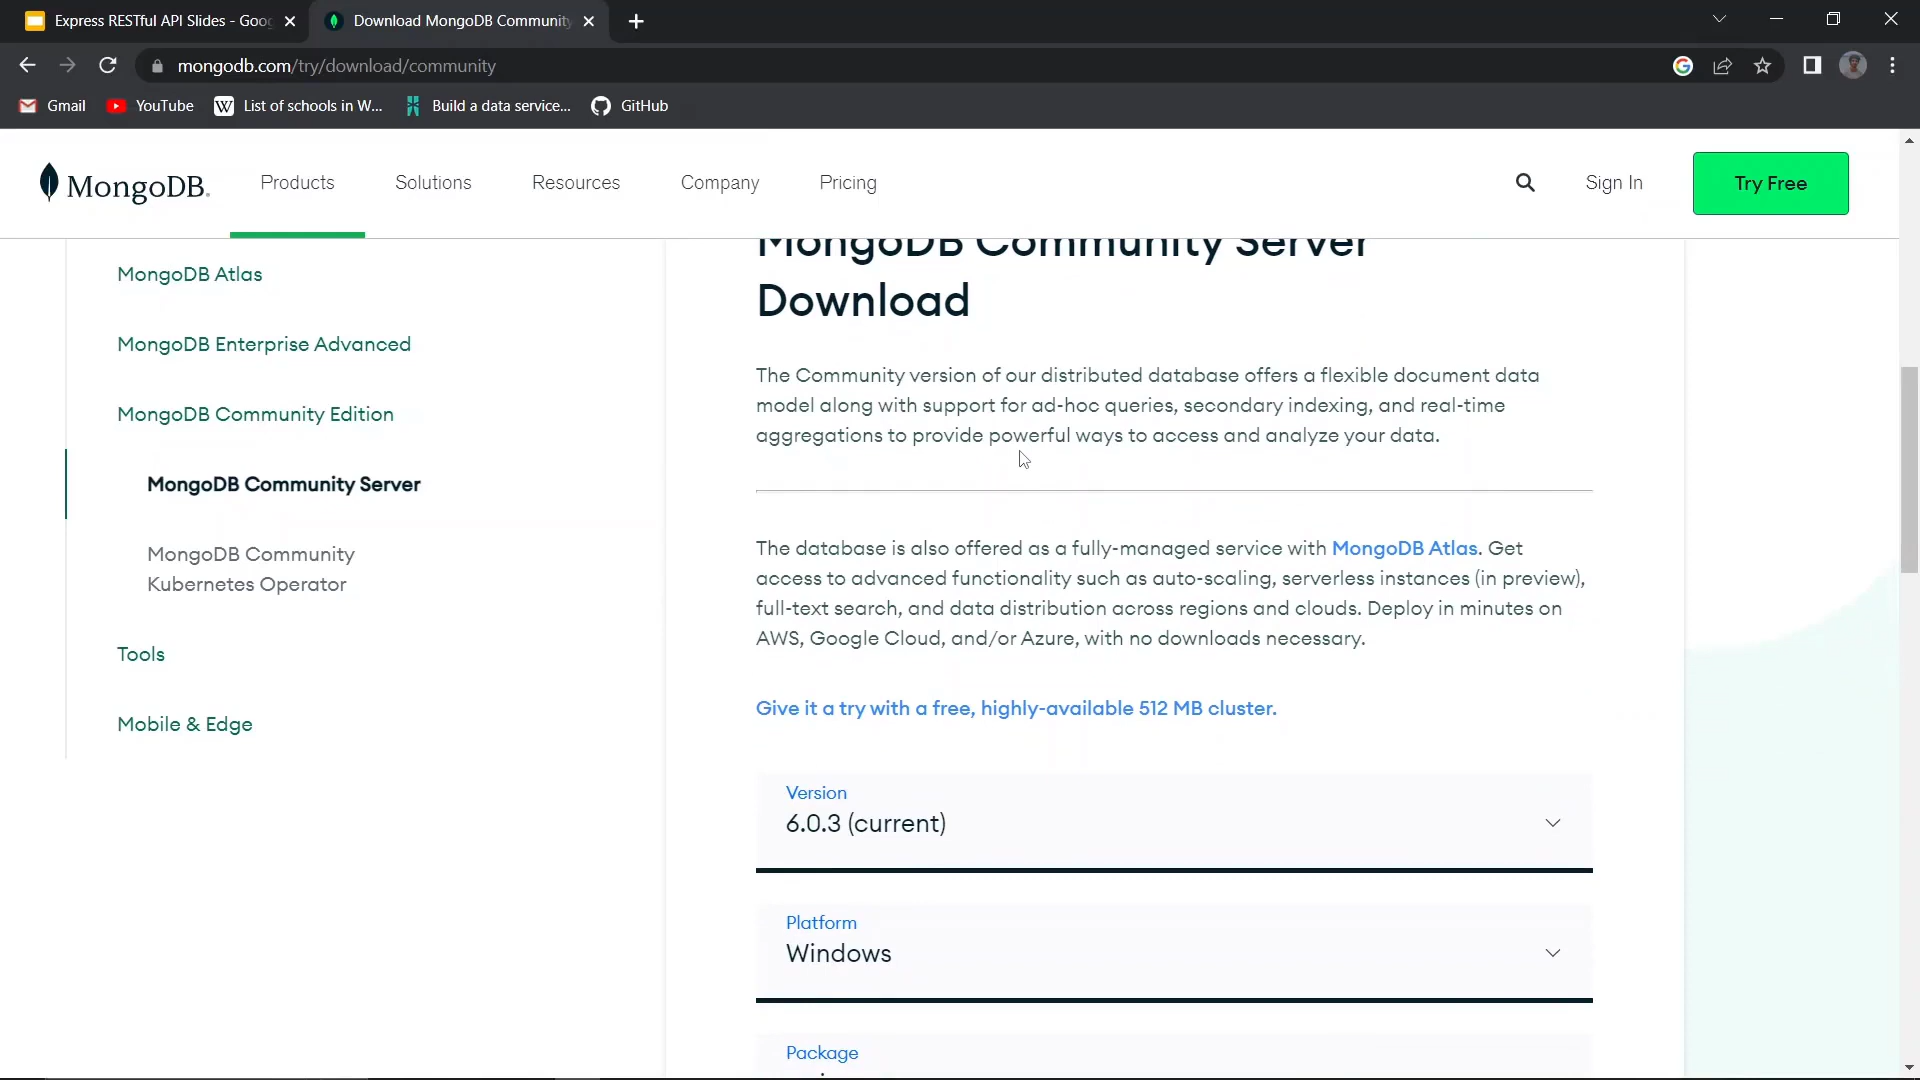 Express RESTful API Slides - Goo
Download MongoDB Community
mongodb.com/try/download/community
Gmail
YouTube
List of schools in W...
Build a data service...
GitHub
MongoDB.
Products
Solutions
Resources
Company
Pricing
Sign In
Try Free
MongoDB Atlas
MongoDB Enterprise Advanced
MongoDB Community Edition
MongoDB Community Server
MongoDB Community
Kubernetes Operator
Tools
Mobile & Edge
MongoDB Community Server
Download
The Community version of our distributed database offers a flexible document data
model along with support for ad-hoc queries, secondary indexing, and real-time
aggregations to provide powerful ways to access and analyze your data.
The database is also offered as a fully-managed service with MongoDB Atlas. Get
access to advanced functionality such as auto-scaling, serverless instances (in preview),
full-text search, and data distribution across regions and clouds. Deploy in minutes on
AWS, Google Cloud, and/or Azure, with no downloads necessary.
Give it a try with a free, highly-available 512 MB cluster.
Version
6.0.3 (current)
Platform
Windows
Package